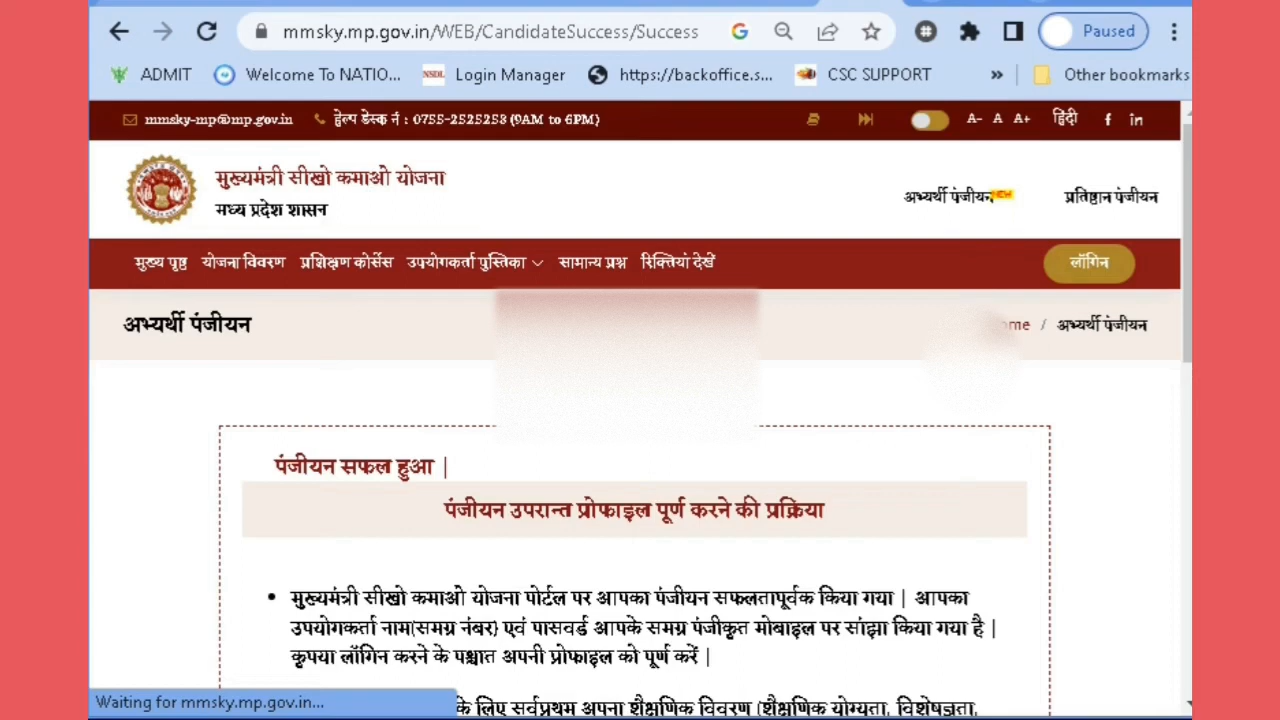 mmsky.mp.gov.in/WEB/CandidateSuccess/Success
Paused
ADMIT
Welcome To NATIO...
NSDL Login Manager
https://backoffice.s...
CSC SUPPORT
»
Other bookmarks
mmsky-mp@mp.gov.in
हेल्प डेस्क नं : 0755-2525258 (9AM to 6PM)
A- A A+
हिंदी
मुख्यमंत्री सीखो कमाओ योजना
मध्य प्रदेश शासन
अभ्यर्थी पंजीयन NEW
प्रतिष्ठान पंजीयन
मुख्य पृष्ठ योजना विवरण प्रशिक्षण कोर्सेस उपयोगकर्ता पुस्तिका सामान्य प्रश्न रिक्तियां देखें
लॉगिन
अभ्यर्थी पंजीयन
ome / अभ्यर्थी पंजीयन
पंजीयन सफल हुआ |
पंजीयन उपरान्त प्रोफाइल पूर्ण करने की प्रक्रिया
• मुख्यमंत्री सीखो कमाओ योजना पोर्टल पर आपका पंजीयन सफलतापूर्वक किया गया | आपका
उपयोगकर्ता नाम(समग्र नंबर) एवं पासवर्ड आपके समग्र पंजीकृत मोबाइल पर सांझा किया गया है |
कृपया लॉगिन करने के पश्चात अपनी प्रोफाइल को पूर्ण करें |
के लिए सर्वप्रथम अपना शैक्षणिक विवरण (शैक्षणिक योग्यता, विशेषज्ञता,
Waiting for mmsky.mp.gov.in...